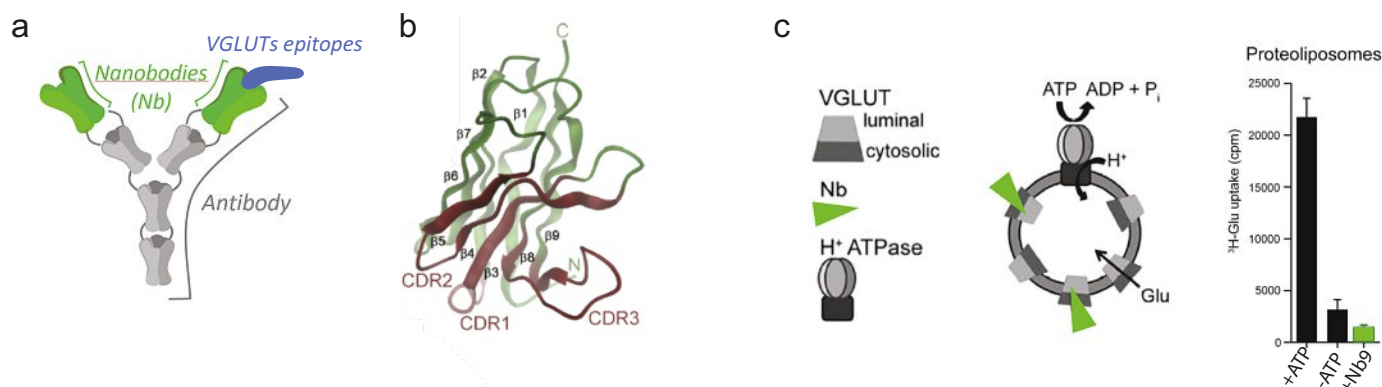 a
VGLUTs epitopes
Nanobodies
(Nb)
Antibody
b
C
β2
β1
β7
β6
β5
β4
β3
β8
β9
N
CDR2
CDR1
CDR3
c
VGLUT
luminal
cytosolic
Nb
H⁺ ATPase
ATP ADP + Pᵢ
H⁺
Glu
Proteoliposomes
³H-Glu uptake (cpm)
25000
20000
15000
10000
5000
0
+ATP
-ATP
+Nb9